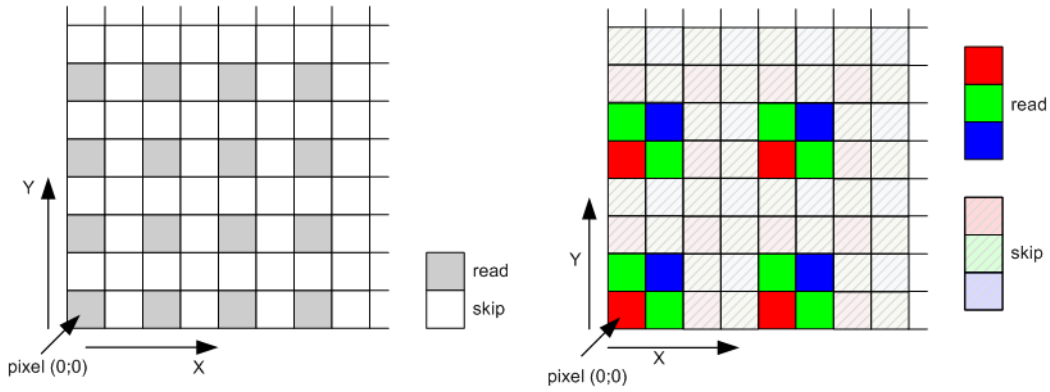 Y
read
skip
X
pixel (0;0)
read
skip
Y
X
pixel (0;0)